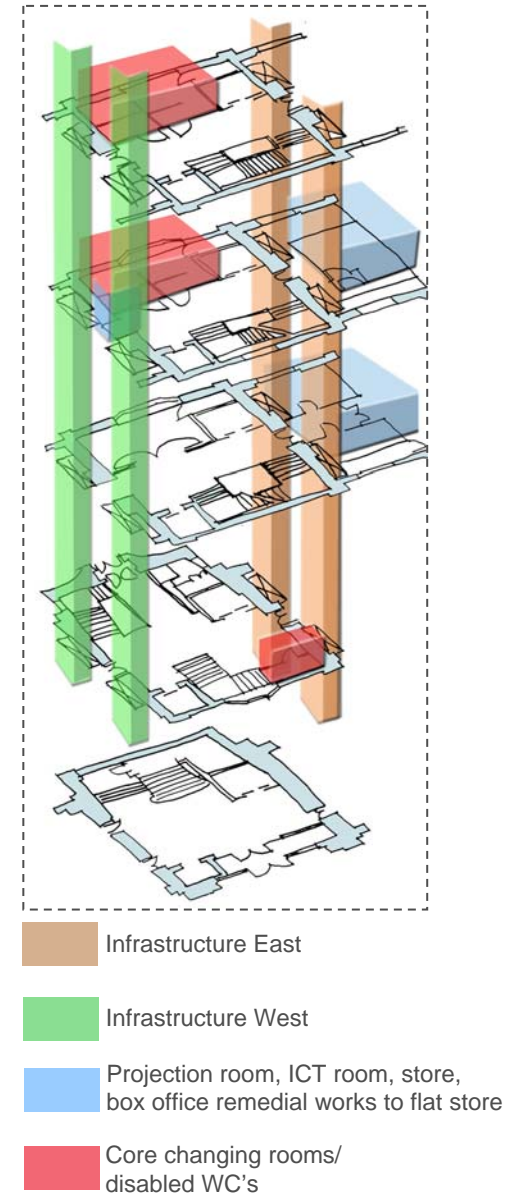 Infrastructure East
Infrastructure West
Projection room, ICT room, store,
box office remedial works to flat store
Core changing rooms/
disabled WC's